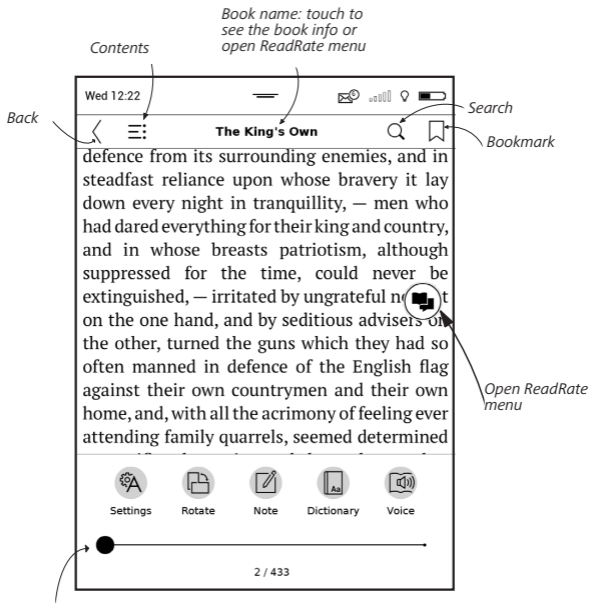 Book name: touch to
see the book info or
open ReadRate menu
Contents
Back
Wed 12:22
Search
The King's Own
Bookmark
defence from its surrounding enemies, and in
steadfast reliance upon whose bravery it lay
down every night in tranquillity, — men who
had dared everything for their king and country,
and in whose breasts patriotism, although
suppressed for the time, could never be
extinguished, — irritated by ungrateful
on the one hand, and by seditious advisers on
the other, turned the guns which they had so
often manned in defence of the English flag
against their own countrymen and their own
home, and, with all the acrimony of feeling ever
attending family quarrels, seemed determined
Open ReadRate
menu
Settings
Rotate
Note
Dictionary
Voice
Aa
2 / 433